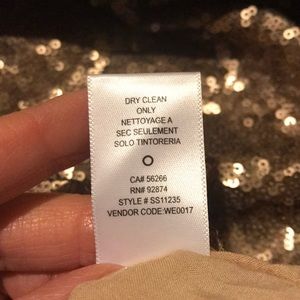 DRY CLEAN
ONLY
NETTOYAGE A
SEC SEULEMENT
SOLO TINTORERIA
CA# 56266
RN# 92874
STYLE # SS11235
VENDOR CODE:WE0017